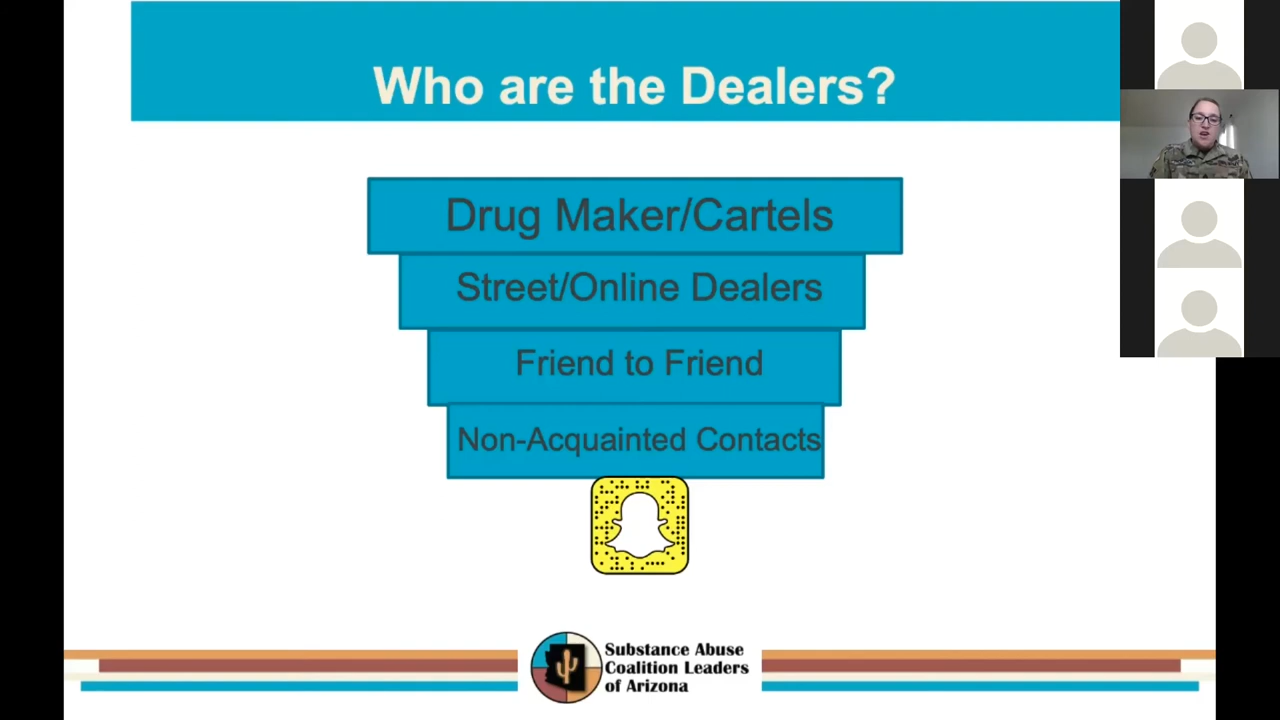 Who are the Dealers?
Drug Maker/Cartels
Street/Online Dealers
Friend to Friend
Non-Acquainted Contacts
Substance Abuse
Coalition Leaders
of Arizona